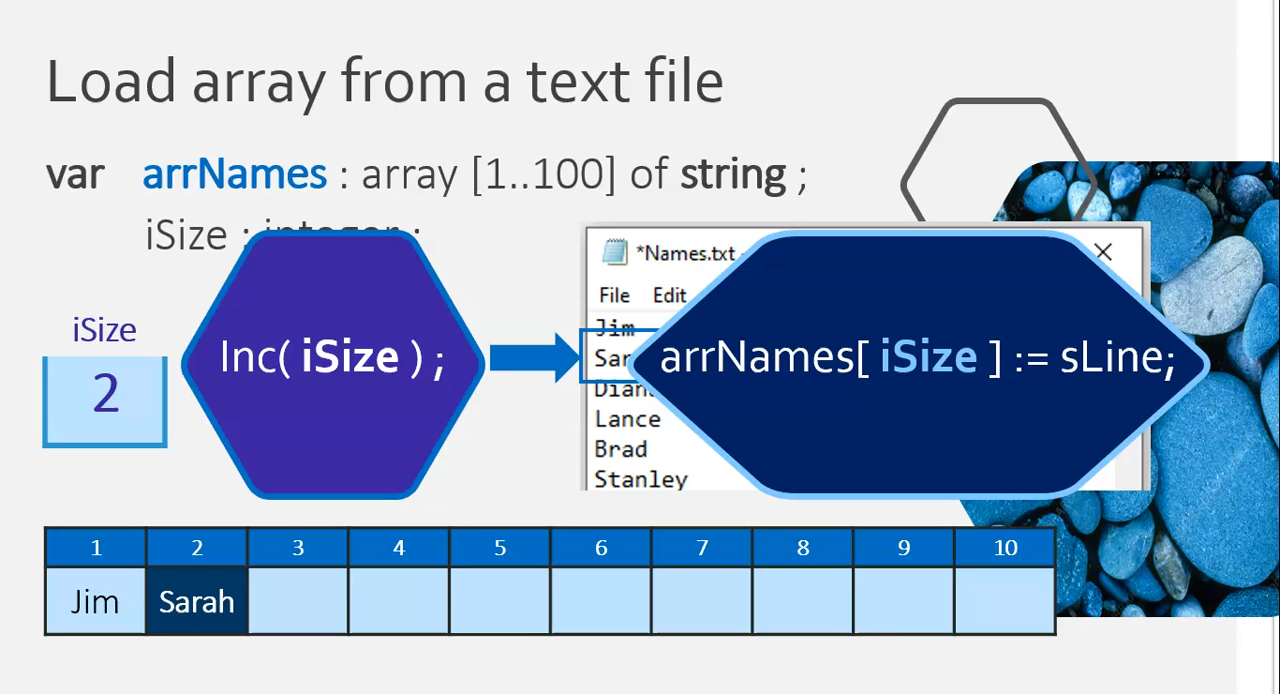 Load array from a text file
var arrNames : array [1..100] of string ;
iSize : integer ;
*Names.txt
File Edit
iSize
2
Inc( iSize ) ;
arrNames[ iSize ] := sLine;
Jim
Lance
Brad
Stanley
1 2 3 4 5 6 7 8 9 10
Jim Sarah